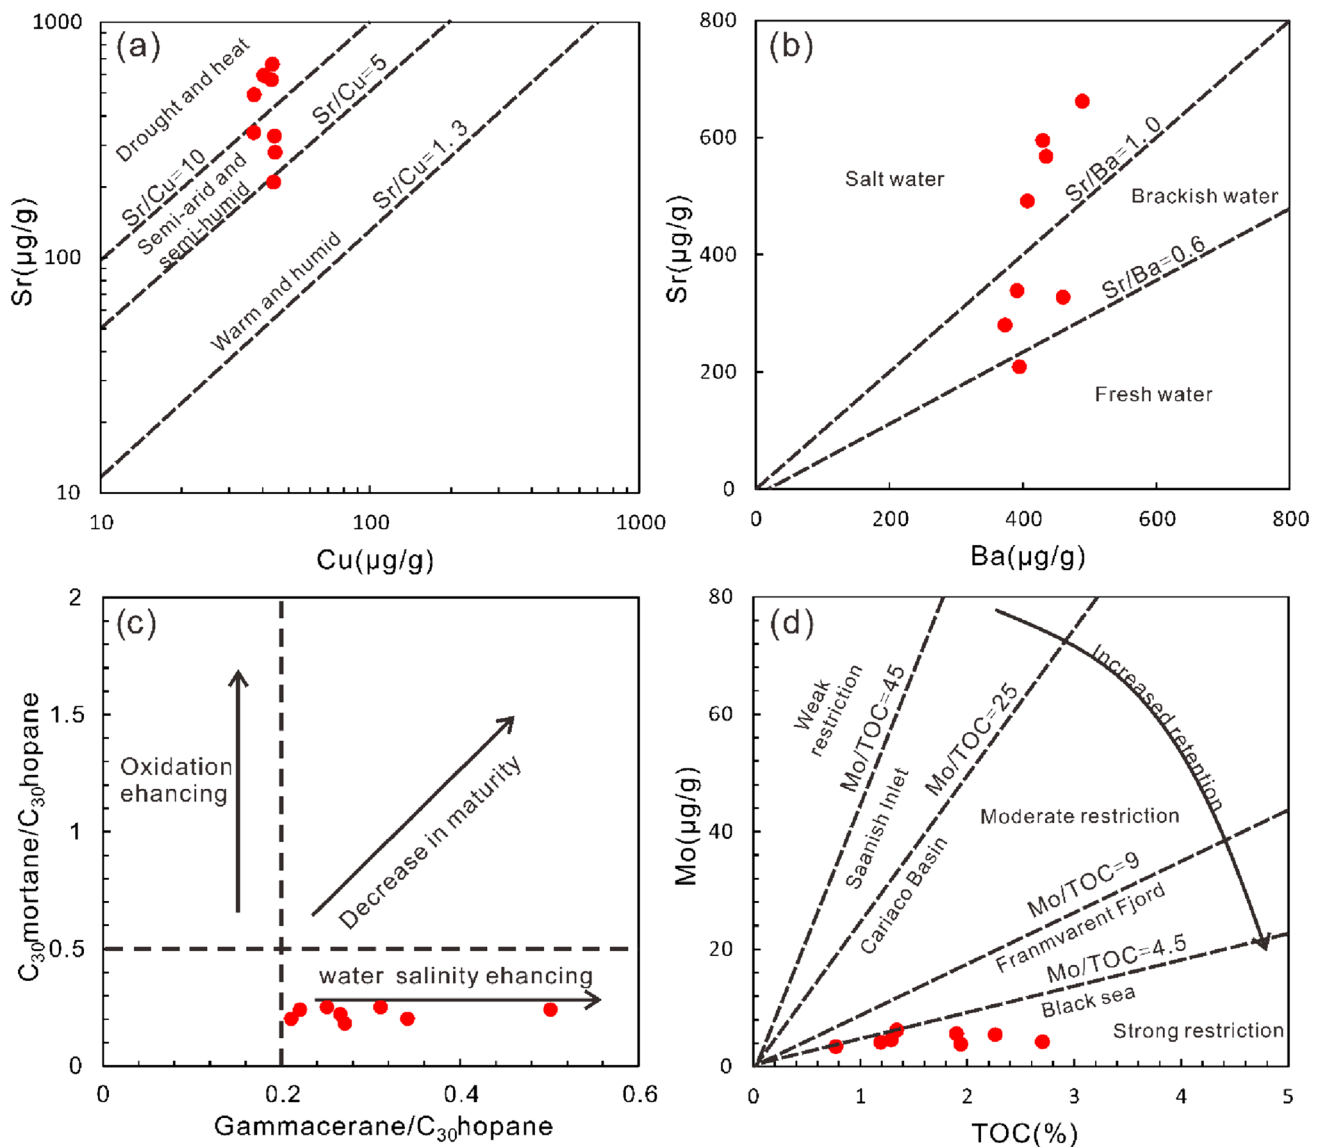 (a)
1000
100
10
10
100
1000
Sr(μg/g)
Cu(μg/g)
Drought and heat
Sr/Cu=10
Semi-arid and
semi-humid
Sr/Cu=5
Sr/Cu=1. 3
Warm and humid
(b)
800
600
400
200
0
0
200
400
600
800
Sr(μg/g)
Ba(μg/g)
Salt water
Sr/Ba=1. 0
Brackish water
Sr/Ba=0.6
Fresh water
(c)
2
1.5
1
0.5
0
0
0.2
0.4
0.6
C30mortane/C30hopane
Gammacerane/C30hopane
Oxidation
ehancing
Decrease in maturity
water salinity ehancing
(d)
80
60
40
20
0
0
1
2
3
4
5
Mo(μg/g)
TOC(%)
Weak
restriction
Mo/TOC=45
Saanish Inlet
Mo/TOC=25
Cariaco Basin
Increased retention
Moderate restriction
Mo/TOC=9
Franmvarent Fjord
Mo/TOC=4.5
Black sea
Strong restriction